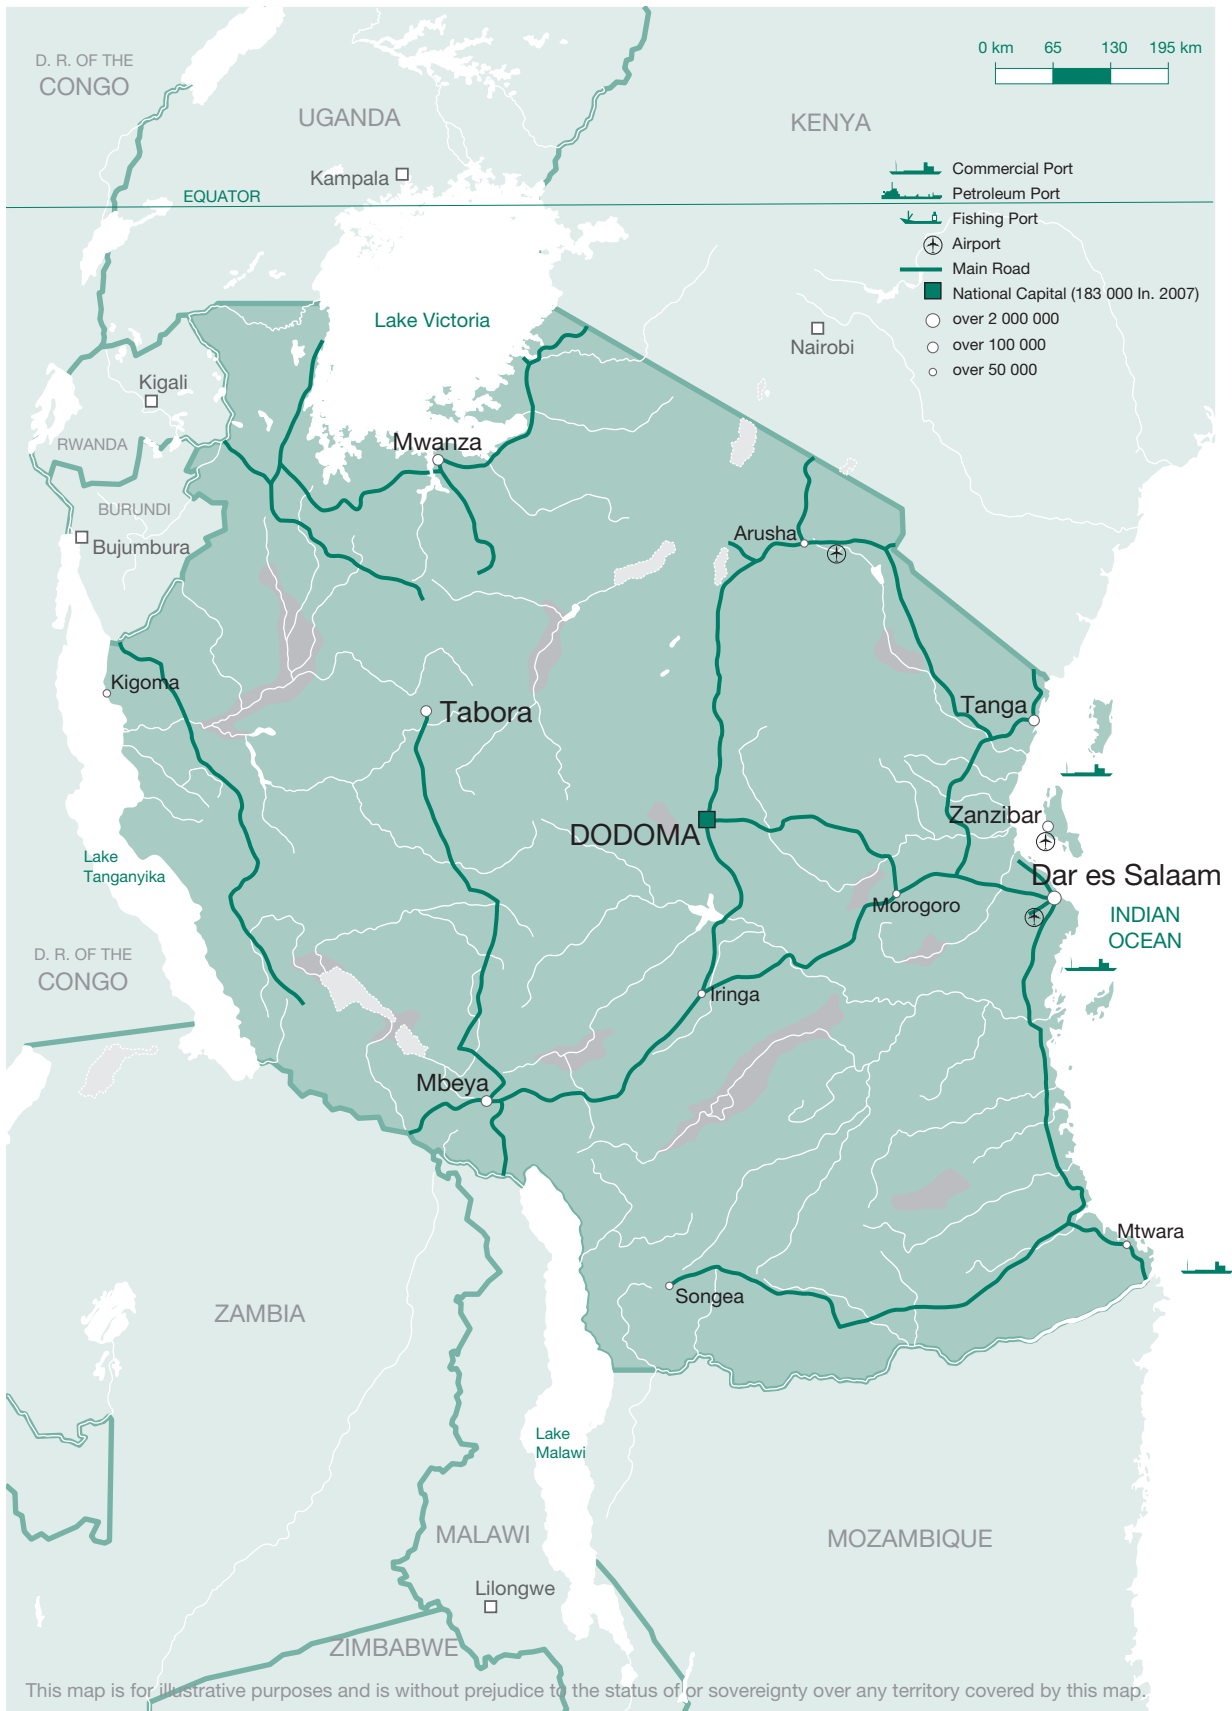 D. R. OF THE
CONGO
UGANDA
KENYA
0 km 65 130 195 km
Kampala
EQUATOR
Commercial Port
Petroleum Port
Fishing Port
Airport
Main Road
National Capital (183 000 In. 2007)
over 2 000 000
over 100 000
over 50 000
Lake Victoria
Nairobi
Kigali
RWANDA
Mwanza
BURUNDI
Bujumbura
Arusha
Kigoma
Tabora
Tanga
DODOMA
Zanzibar
Lake
Tanganyika
Dar es Salaam
Morogoro
INDIAN
OCEAN
D. R. OF THE
CONGO
Iringa
Mbeya
Mtwara
Songea
ZAMBIA
Lake
Malawi
MALAWI
MOZAMBIQUE
Lilongwe
ZIMBABWE
This map is for illustrative purposes and is without prejudice to the status of or sovereignty over any territory covered by this map.